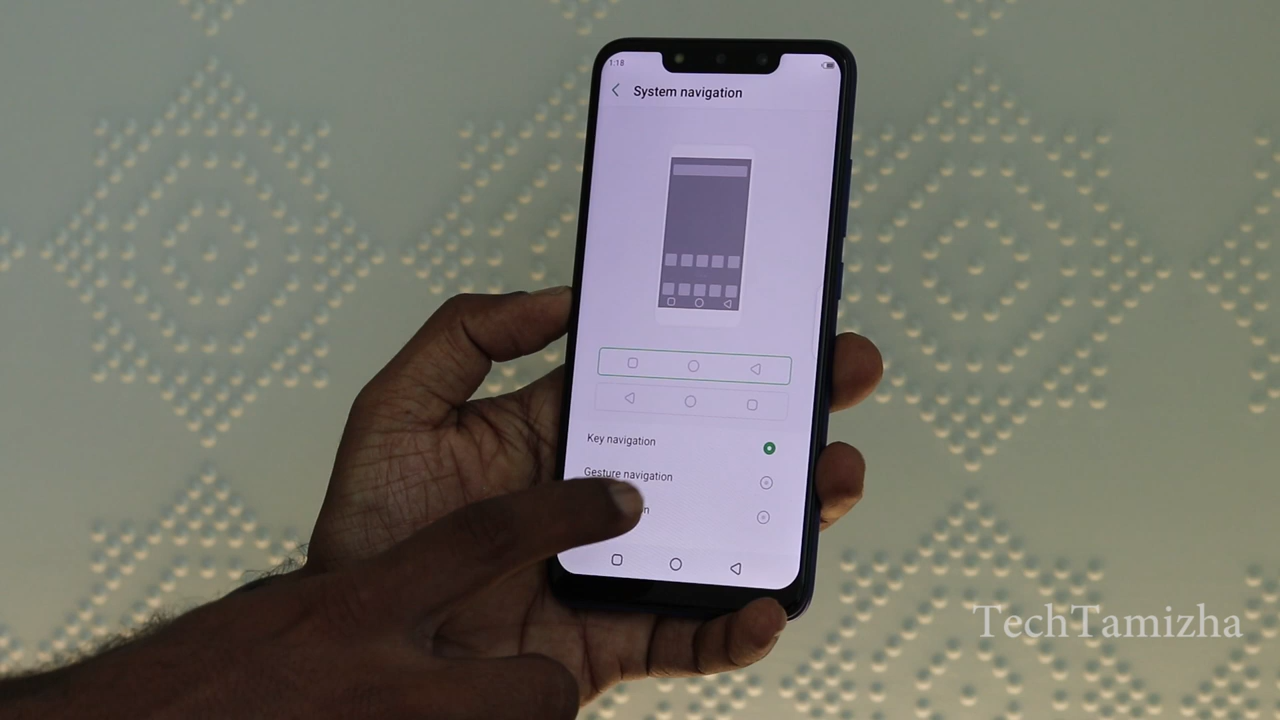 1:18
System navigation
Key navigation
Gesture navigation
TechTamizha